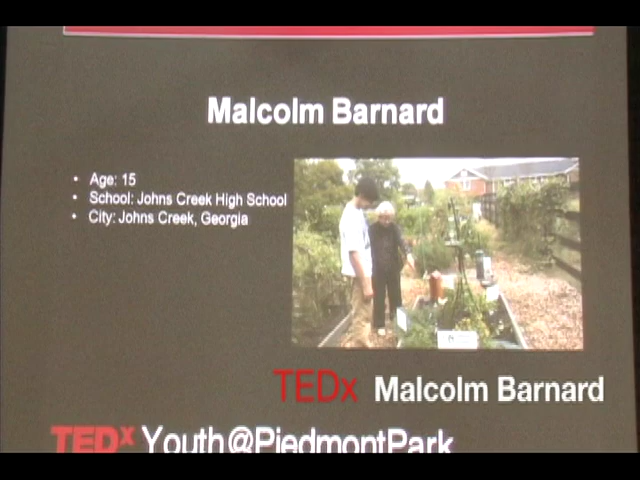 Malcolm Barnard
• Age: 15
• School: Johns Creek High School
• City: Johns Creek, Georgia
TEDx Malcolm Barnard
TEDx Youth@PiedmontPark